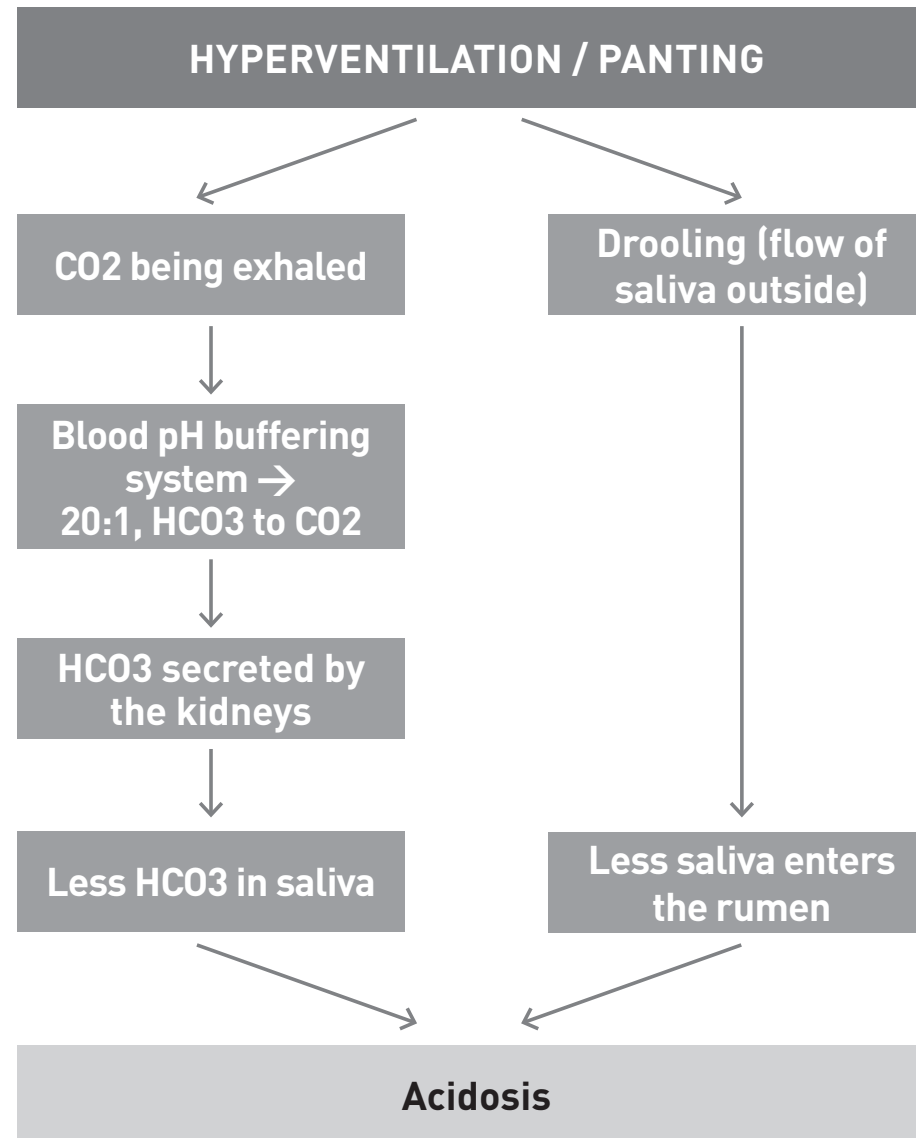 HYPERVENTILATION / PANTING
CO2 being exhaled
Drooling (flow of
saliva outside)
Blood pH buffering
system →
20:1, HCO3 to CO2
HCO3 secreted by
the kidneys
Less HCO3 in saliva
Less saliva enters
the rumen
Acidosis